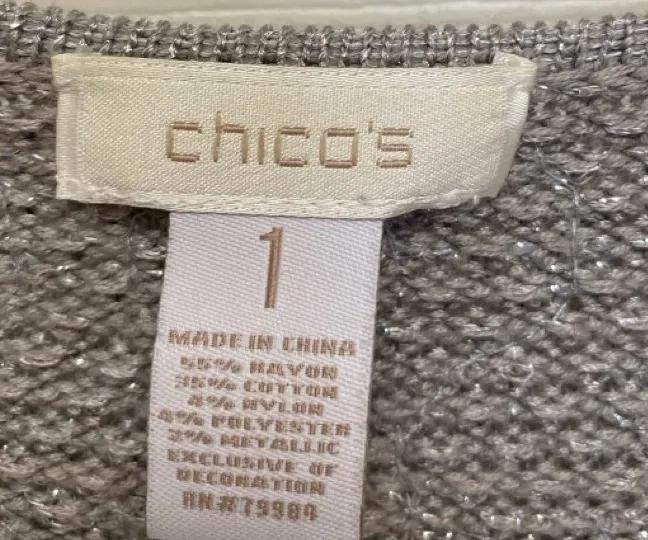 chico's
1
MADE IN CHINA
55% RAYON
35% COTTON
4% NYLON
4% POLYESTER
2% METALLIC
EXCLUSIVE OF
DECORATION
RN#79984